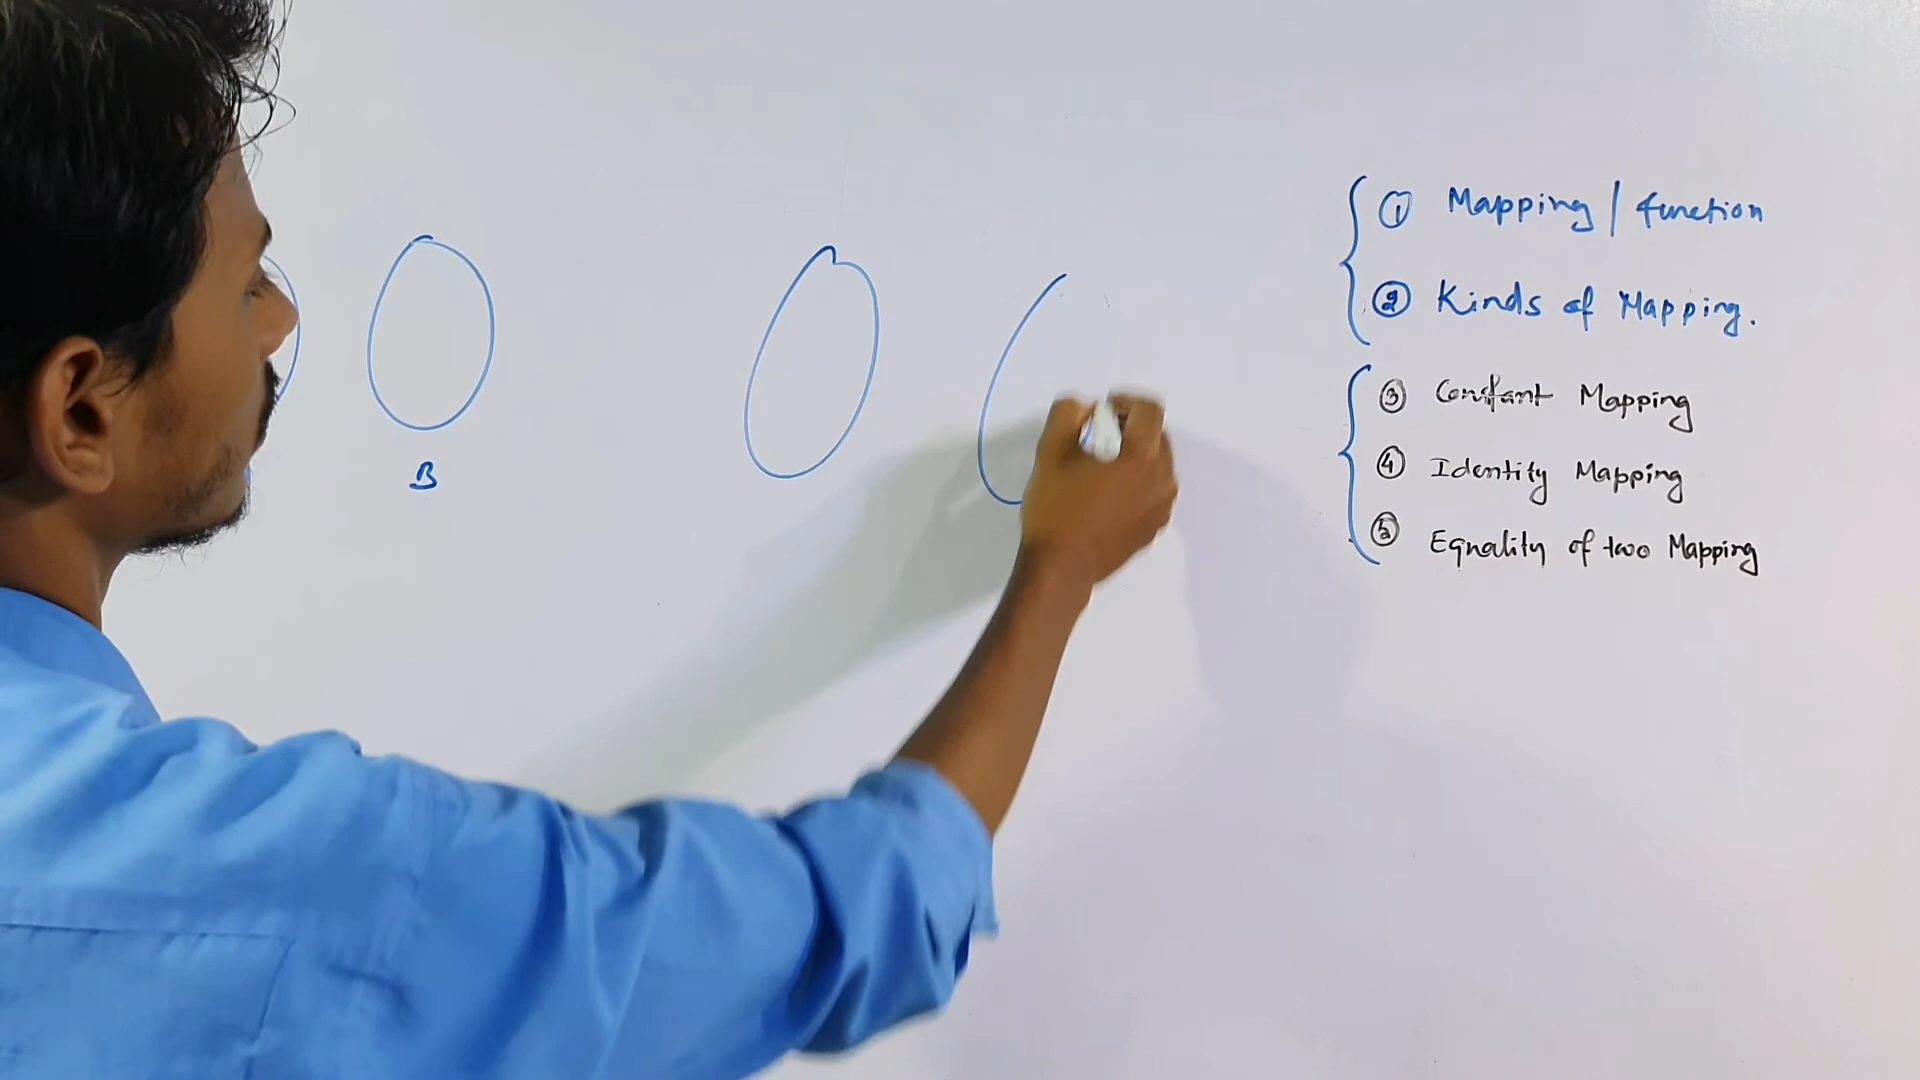 B
① Mapping / function
② Kinds of Mapping.
③ Constant Mapping
④ Identity Mapping
⑤ Equality of two Mapping